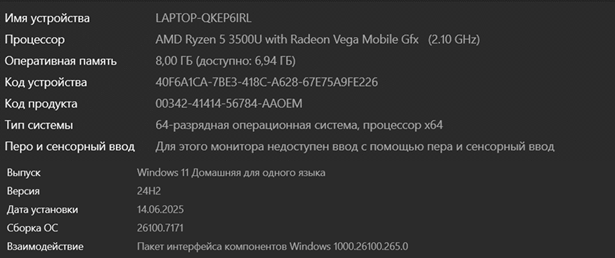 Имя устройства LAPTOP-QKEP6IRL
Процессор AMD Ryzen 5 3500U with Radeon Vega Mobile Gfx (2.10 GHz)
Оперативная память 8,00 ГБ (доступно: 6,94 ГБ)
Код устройства 40F6A1CA-7BE3-418C-A628-67E75A9FE226
Код продукта 00342-41414-56784-AAOEM
Тип системы 64-разрядная операционная система, процессор x64
Перо и сенсорный ввод Для этого монитора недоступен ввод с помощью пера и сенсорный ввод
Выпуск Windows 11 Домашняя для одного языка
Версия 24H2
Дата установки 14.06.2025
Сборка ОС 26100.7171
Взаимодействие Пакет интерфейса компонентов Windows 1000.26100.265.0